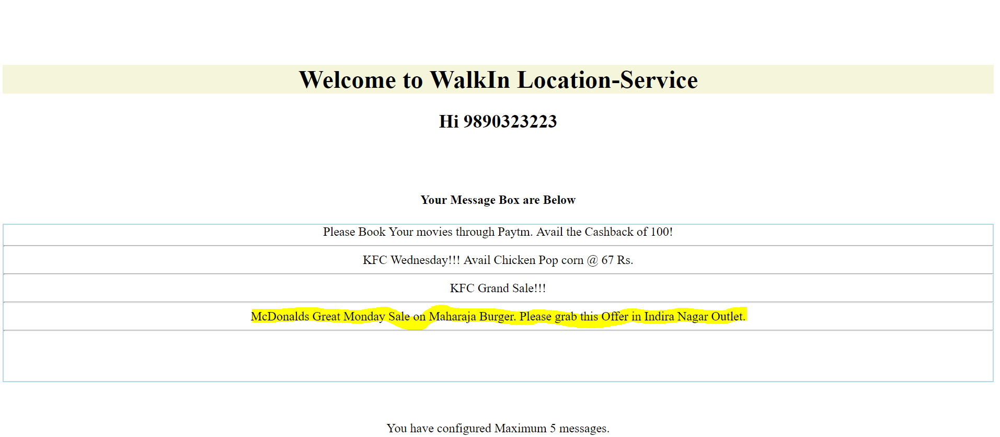 Welcome to WalkIn Location-Service
Hi 9890323223
Your Message Box are Below
Please Book Your movies through Paytm. Avail the Cashback of 100!
KFC Wednesday!!! Avail Chicken Pop corn @ 67 Rs.
KFC Grand Sale!!!
McDonalds Great Monday Sale on Maharaja Burger. Please grab this Offer in Indira Nagar Outlet.
You have configured Maximum 5 messages.